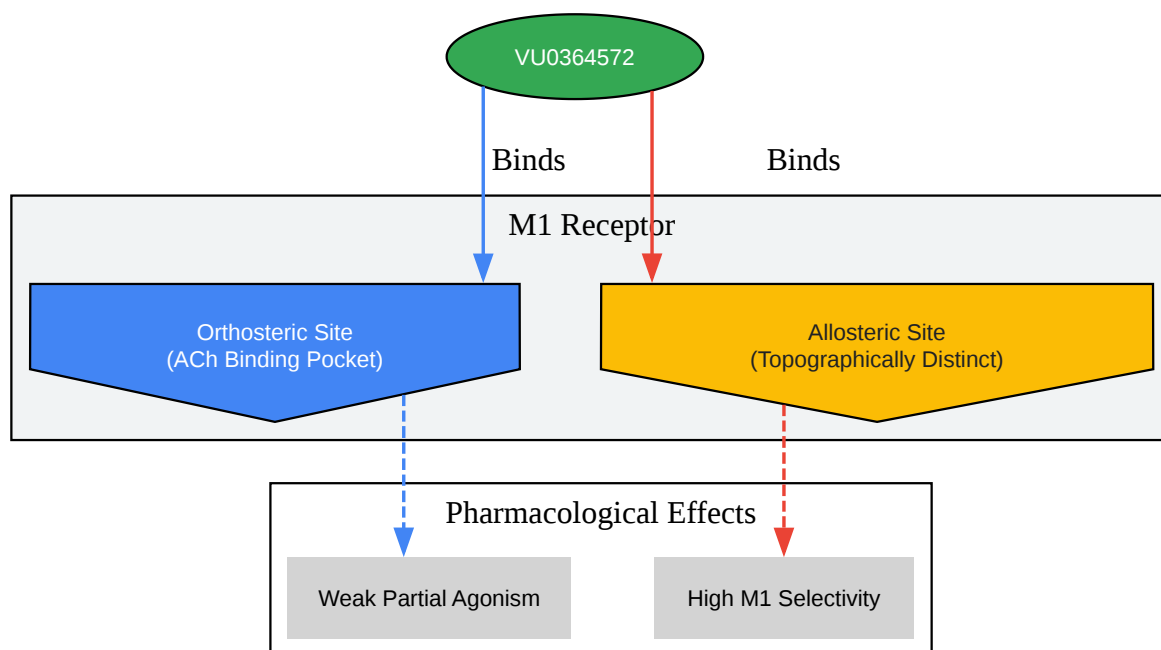 VU0364572
Binds
Binds
M1 Receptor
Orthosteric Site
(ACh Binding Pocket)
Allosteric Site
(Topographically Distinct)
Pharmacological Effects
Weak Partial Agonism
High M1 Selectivity